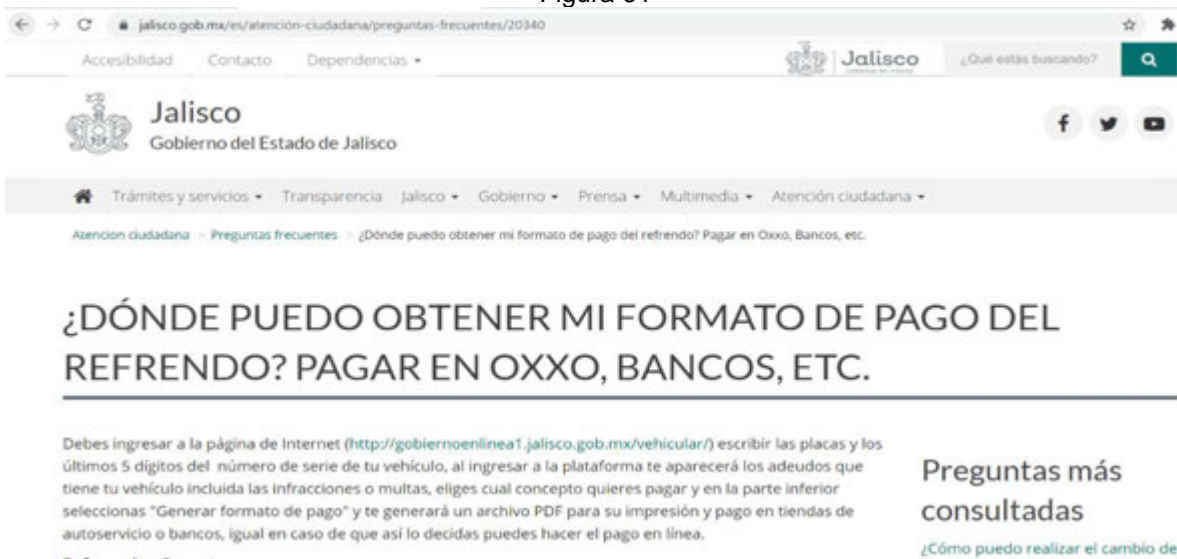 jalisco.gob.mx/es/atención-ciudadana/preguntas-frecuentes/20340
Accesibilidad Contacto Dependencias
Jalisco
¿Qué estás buscando?
Jalisco
Gobierno del Estado de Jalisco
Trámites y servicios Transparencia Jalisco Gobierno Prensa Multimedia Atención ciudadana
Atencion ciudadana > Preguntas frecuentes > ¿Dónde puedo obtener mi formato de pago del refrendo? Pagar en Oxxo, Bancos, etc.
¿DÓNDE PUEDO OBTENER MI FORMATO DE PAGO DEL
REFRENDO? PAGAR EN OXXO, BANCOS, ETC.
Debes ingresar a la página de Internet (http://gobiernoenlinea1.jalisco.gob.mx/vehicular/) escribir las placas y los
últimos 5 dígitos del número de serie de tu vehículo, al ingresar a la plataforma te aparecerá los adeudos que
tiene tu vehículo incluida las infracciones o multas, eliges cual concepto quieres pagar y en la parte inferior
seleccionas "Generar formato de pago" y te generará un archivo PDF para su impresión y pago en tiendas de
autoservicio o bancos, igual en caso de que así lo decidas puedes hacer el pago en línea.
Preguntas más
consultadas
¿Cómo puedo realizar el cambio de